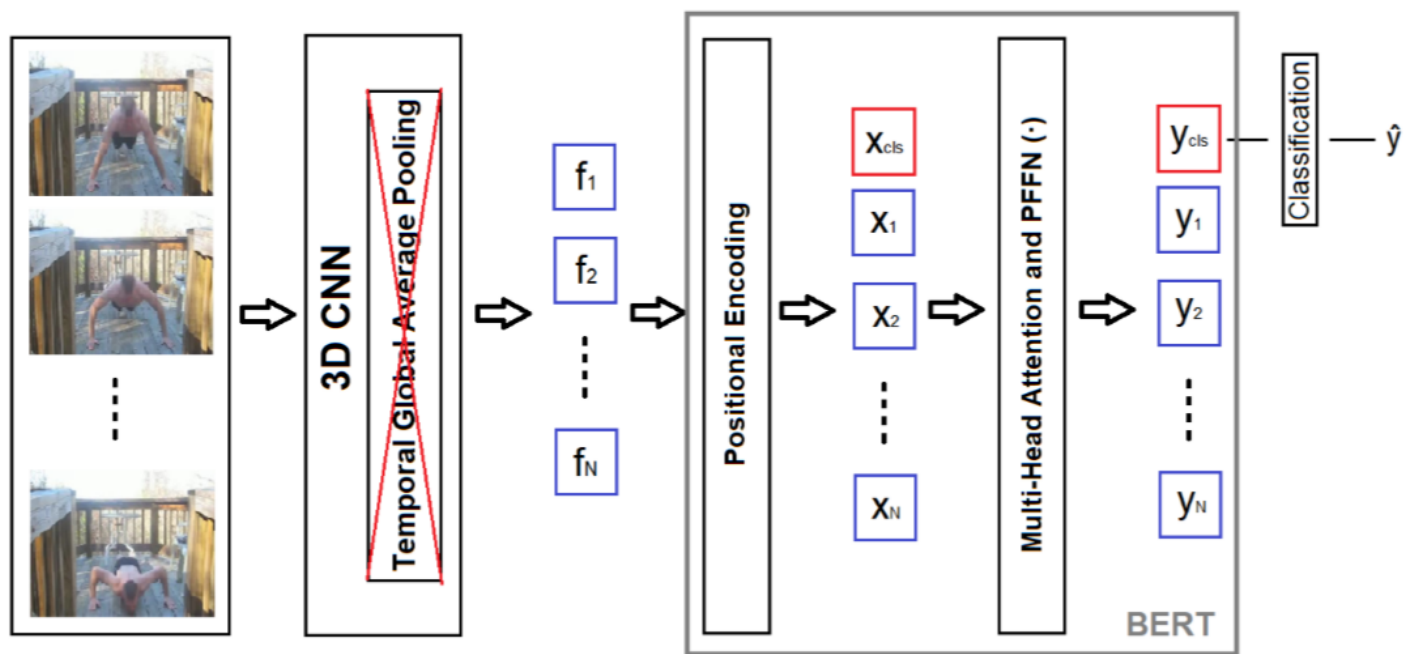 3D CNN
Temporal Global Average Pooling
f1
f2
fN
Positional Encoding
xcls
x1
x2
xN
Multi-Head Attention and PFFN (·)
ycls
y1
y2
yN
BERT
Classification
ŷ